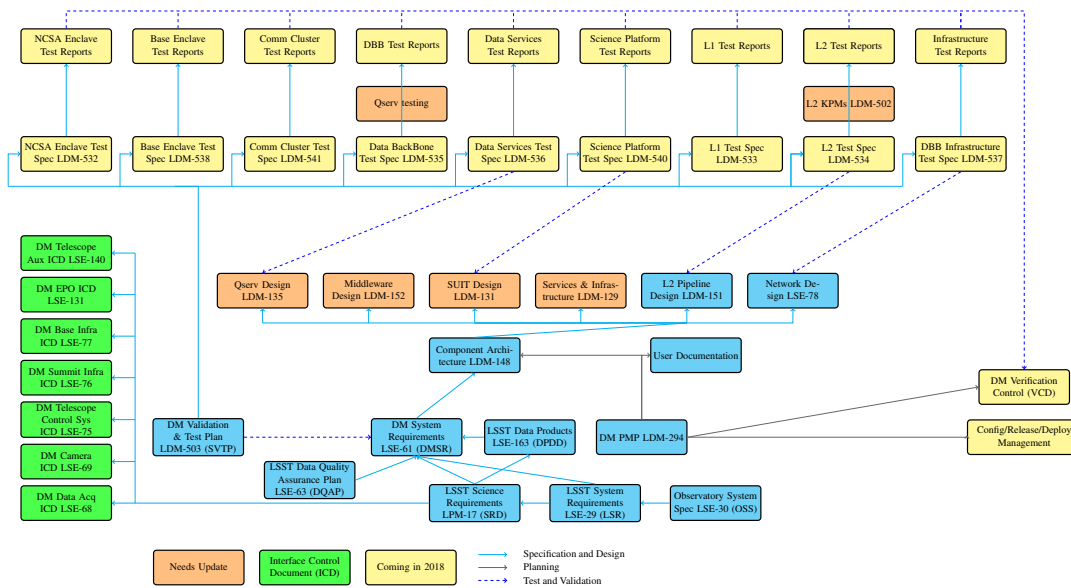 NCSA Enclave
Test Reports
Base Enclave
Test Reports
Comm Cluster
Test Reports
DBB Test Reports
Data Services
Test Reports
Science Platform
Test Reports
L1 Test Reports
L2 Test Reports
Infrastructure
Test Reports
Qserv testing
L2 KPMs LDM-502
NCSA Enclave Test
Spec LDM-532
Base Enclave Test
Spec LDM-538
Comm Cluster Test
Spec LDM-541
Data BackBone
Test Spec LDM-535
Data Services Test
Spec LDM-536
Science Platform
Test Spec LDM-540
L1 Test Spec
LDM-533
L2 Test Spec
LDM-534
DBB Infrastructure
Test Spec LDM-537
DM Telescope
Aux ICD LSE-140
DM EPO ICD
LSE-131
DM Base Infra
ICD LSE-77
DM Summit Infra
ICD LSE-76
DM Telescope
Control Sys
ICD LSE-75
DM Camera
ICD LSE-69
DM Data Acq
ICD LSE-68
Qserv Design
LDM-135
Middleware
Design LDM-152
SUIT Design
LDM-131
Services & Infras-
tructure LDM-129
L2 Pipeline
Design LDM-151
Network De-
sign LSE-78
Component Archi-
tecture LDM-148
User Documentation
DM Verification
Control (VCD)
DM Validation
& Test Plan
LDM-503 (SVTP)
DM System
Requirements
LSE-61 (DMSR)
LSST Data Products
LSE-163 (DPDD)
DM PMP LDM-294
Config/Release/Deploy
Management
LSST Data Quality
Assurance Plan
LSE-63 (DQAP)
LSST Science
Requirements
LPM-17 (SRD)
LSST System
Requirements
LSE-29 (LSR)
Observatory System
Spec LSE-30 (OSS)
Needs Update
Interface Control
Document (ICD)
Coming in 2018
Specification and Design
Planning
Test and Validation